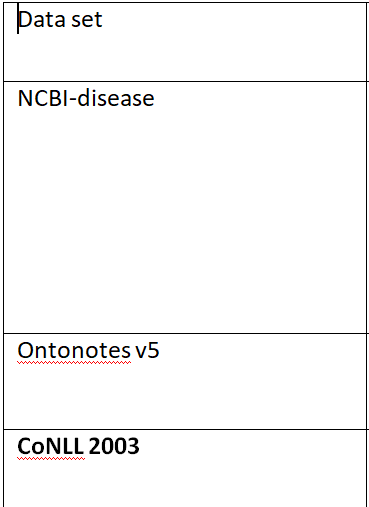 Data set
NCBI-disease
Ontonotes v5
CoNLL 2003